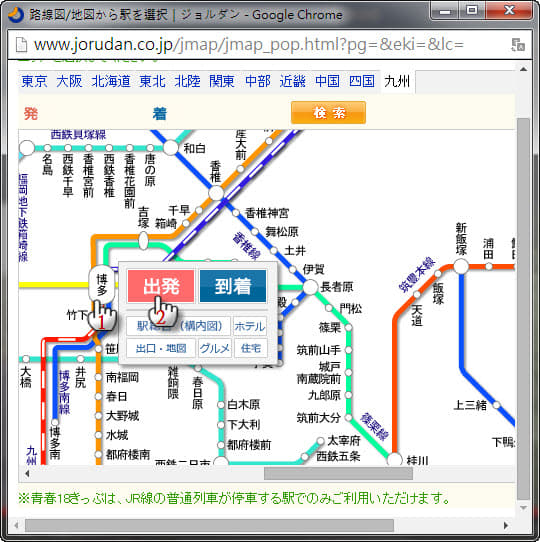 路線図/地図から駅を選択｜ジョルダン - Google Chrome
www.jorudan.co.jp/jmap/jmap_pop.html?pg=&eki=&lc=
東京 大阪 北海道 東北 北陸 関東 中部 近畿 中国 四国 九州
発 着 検 索
西鉄貝塚線
和白
名島
西鉄千早
香椎宮前
西鉄香椎
香椎花園前
唐の原
香椎
産大前
福岡地下鉄箱崎線
吉塚
箱崎
千早
香椎神宮
舞松原
土井
伊賀
香椎線
長者原
門松
篠栗
筑前山手
城戸
南蔵院前
九郎原
筑前大分
篠栗線
桂川
新飯塚
浦田
飯塚
天道
筑豊本線
上三緒
博多
出発 到着
1
2
ホテル
出口・地図 グルメ 住宅
竹下
大橋
井尻
博多南線
博多南
南福岡
春日
大野城
水城
都府楼前
都府楼南
九州
雑餉隈
春日原
白木原
下大利
都府楼前
西鉄二日市
太宰府
西鉄五条
※青春18きっぷは、JR線の普通列車が停車する駅でのみご利用いただけます。